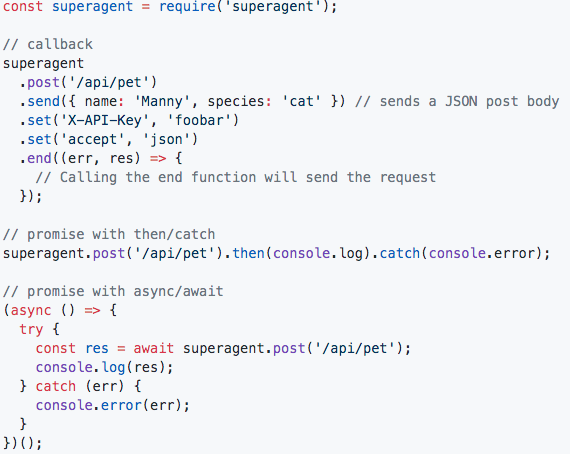 const superagent = require('superagent');
// callback
superagent
.post('/api/pet')
.send({ name: 'Manny', species: 'cat' }) // sends a JSON post body
.set('X-API-Key', 'foobar')
.set('accept', 'json')
.end((err, res) => {
// Calling the end function will send the request
});
// promise with then/catch
superagent.post('/api/pet').then(console.log).catch(console.error);
// promise with async/await
(async () => {
try {
const res = await superagent.post('/api/pet');
console.log(res);
} catch (err) {
console.error(err);
}
})();